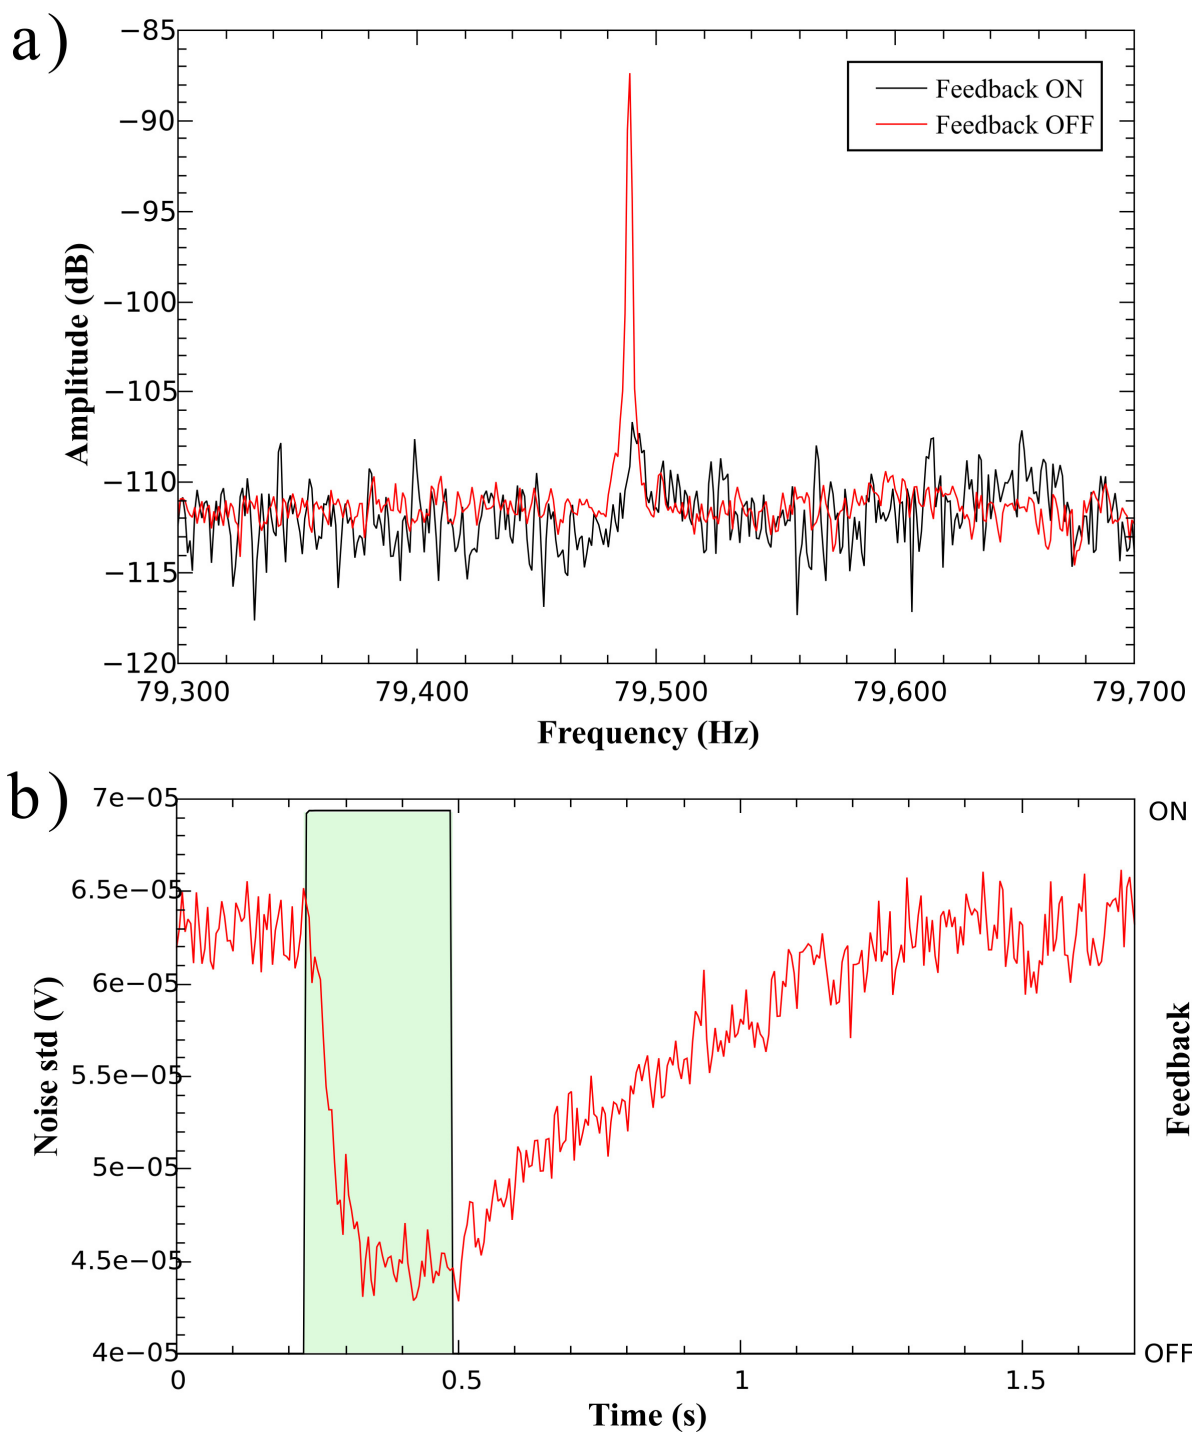 a)
−85
−90
−95
−100
−105
−110
−115
−120
Amplitude (dB)
Feedback ON
Feedback OFF
79,300 79,400 79,500 79,600 79,700
Frequency (Hz)
b)
7e−05
6.5e−05
6e−05
5.5e−05
5e−05
4.5e−05
4e−05
Noise std (V)
ON
Feedback
OFF
0 0.5 1 1.5
Time (s)